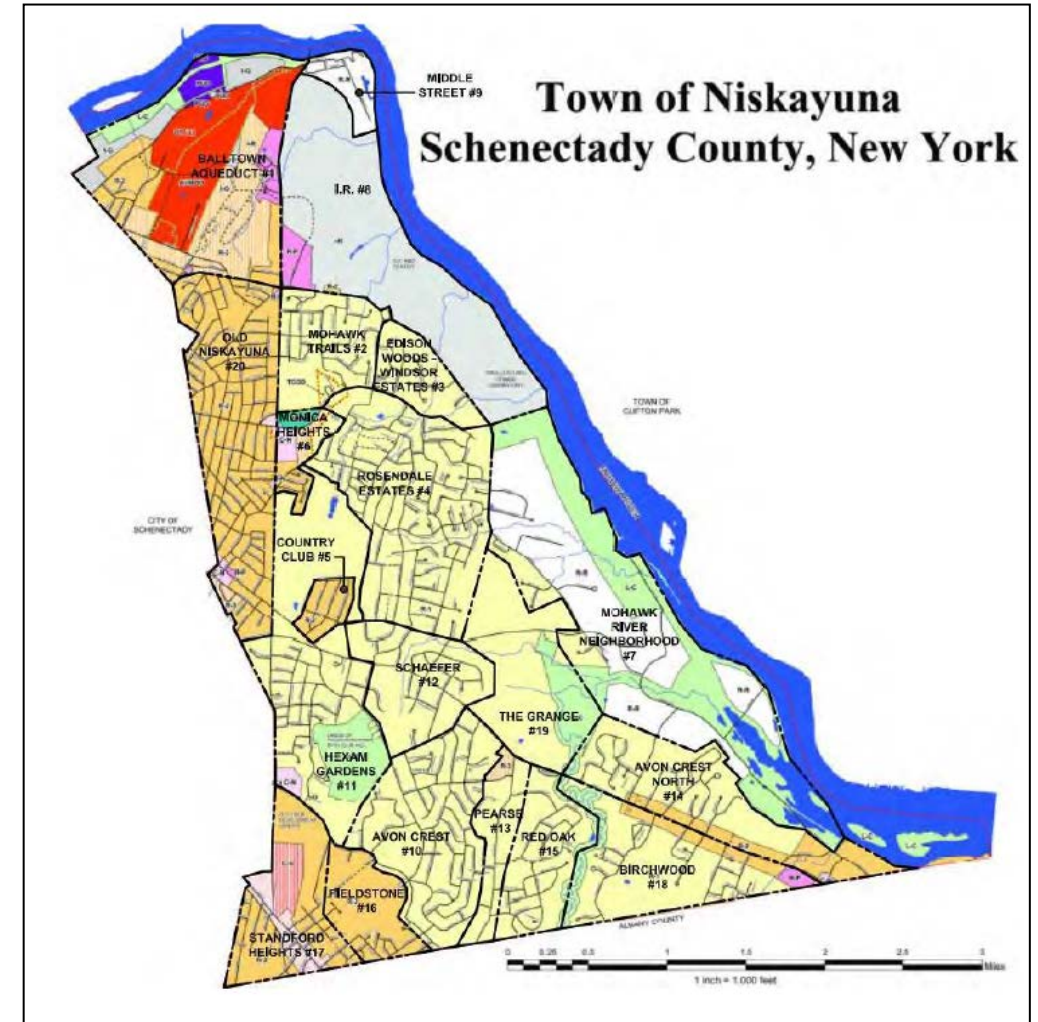 Town of Niskayuna
Schenectady County, New York
MIDDLE
STREET #9
BALLTOWN
AQUEDUCT #1
I.R. #8
OLD
NISKAYUNA
#20
MOHAWK
TRAILS #2
EDISON
WOODS -
WINDSOR
ESTATES #3
TOWN OF
CLIFTON PARK
MONICA
HEIGHTS
#6
ROSENDALE
ESTATES #4
CITY OF
SCHENECTADY
COUNTRY
CLUB #5
MOHAWK
RIVER
NEIGHBORHOOD
#7
SCHAEFER
#12
THE GRANGE
#19
HEXAM
GARDENS
#11
AVON CREST
NORTH
#14
PEARSE
#13
RED OAK
#15
AVON CREST
#10
BIRCHWOOD
#18
FIELDSTONE
#16
ALBANY COUNTY
STANDFORD
HEIGHTS #17
0 0.25 0.5 1 1.5 2 2.5 3
Miles
1 inch = 1,000 feet